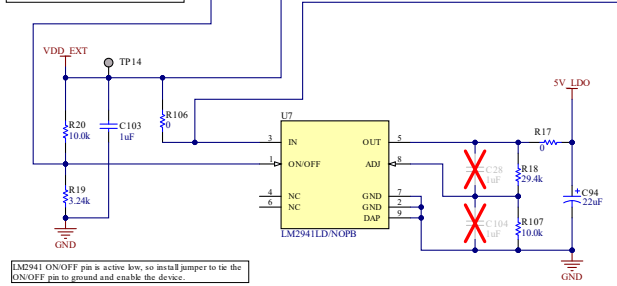 VDD_EXT
TP14
5V_LDO
R20
10.0k
C103
1uF
R106
0
U7
3
IN
OUT
5
1
ON/OFF
ADJ
8
4
NC
GND
7
6
NC
GND
2
DAP
9
LM2941LD/NOPB
R17
0
C28
1uF
R18
29.4k
C94
22uF
+
C104
1uF
R107
10.0k
R19
3.24k
GND
GND
LM2941 ON/OFF pin is active low, so install jumper to tie the
ON/OFF pin to ground and enable the device.